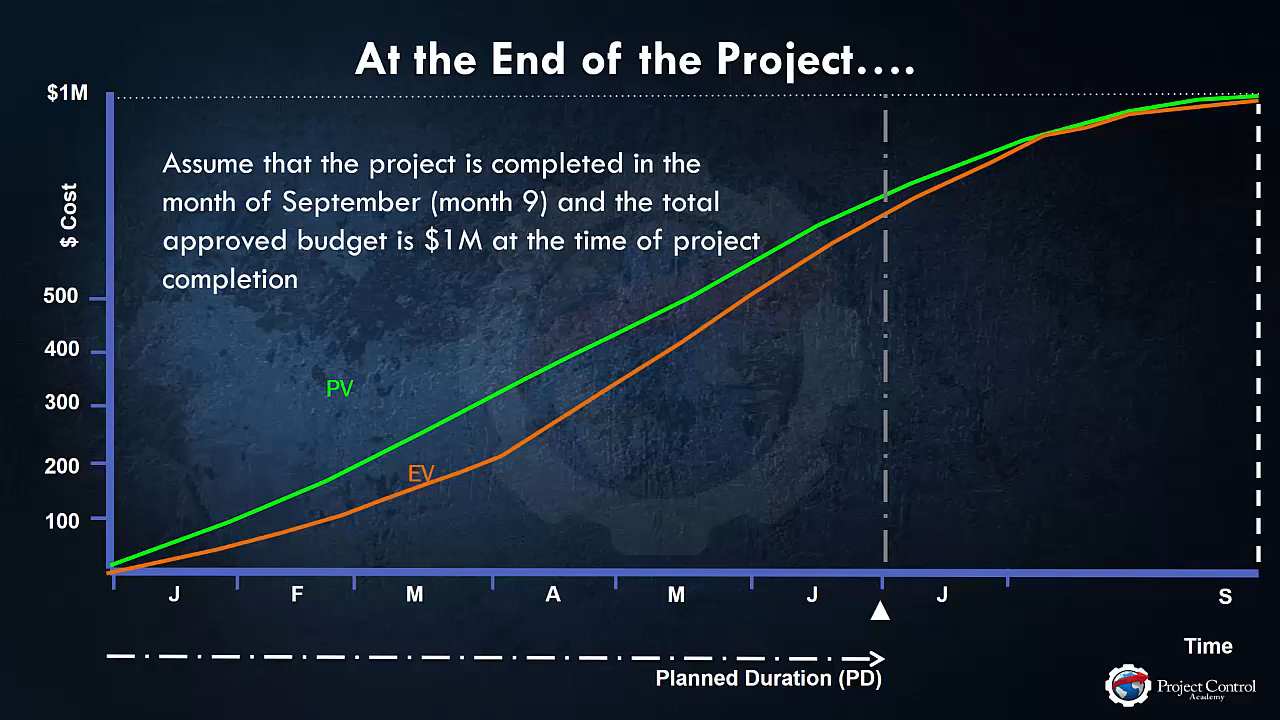 At the End of the Project….
$1M
Assume that the project is completed in the
month of September (month 9) and the total
approved budget is $1M at the time of project
completion
$ Cost
500
400
300
200
100
PV
EV
J F M A M J J S
Time
Planned Duration (PD)
Project Control
Academy